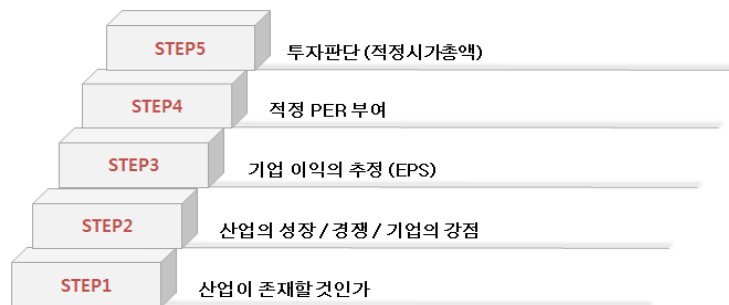 STEP5 투자판단 (적정시가총액)
STEP4 적정 PER 부여
STEP3 기업 이익의 추정 (EPS)
STEP2 산업의 성장 / 경쟁 / 기업의 강점
STEP1 산업이 존재할것인가